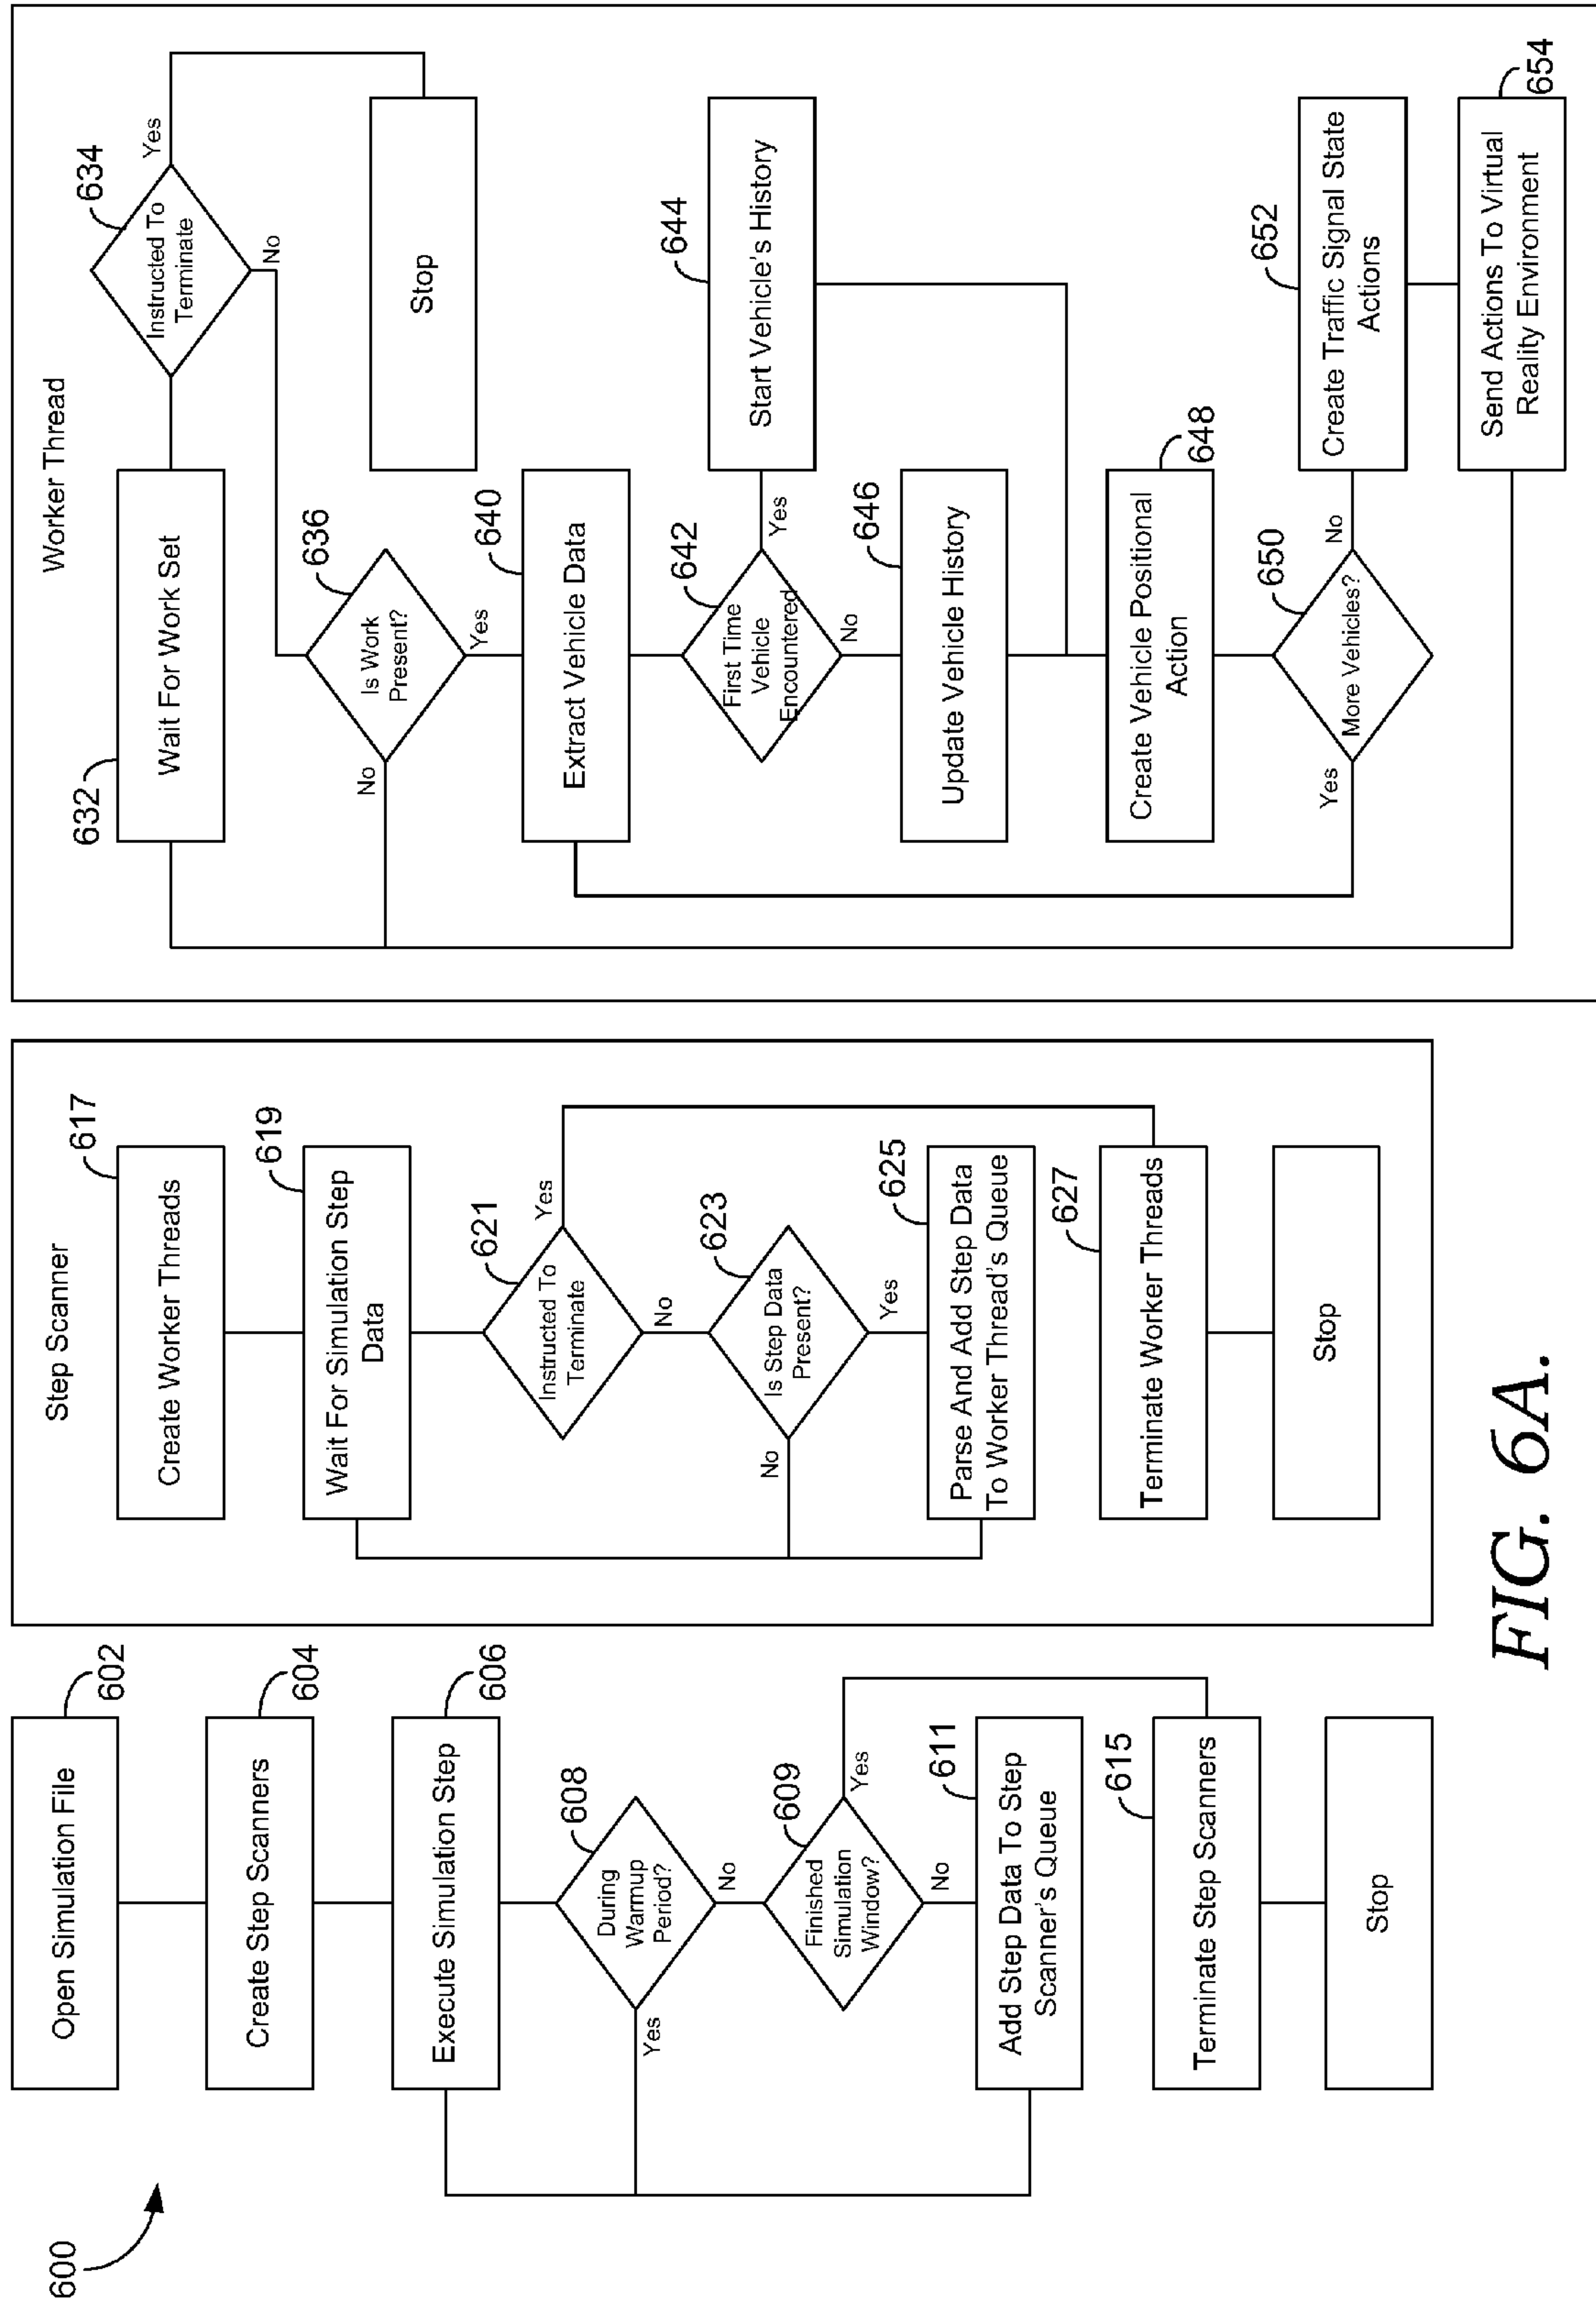 600
Open Simulation File
602
Create Step Scanners
604
Execute Simulation Step
606
During
Warmup
Period?
608
Yes
No
Finished
Simulation
Window?
609
Yes
No
Add Step Data To Step
Scanner's Queue
611
Terminate Step Scanners
615
Stop
Step Scanner
Create Worker Threads
617
Wait For Simulation Step
Data
619
Instructed To
Terminate
621
Yes
No
Is Step Data
Present?
623
No
Yes
Parse And Add Step Data
To Worker Thread's Queue
625
Terminate Worker Threads
627
Stop
Worker Thread
632
Wait For Work Set
Instructed To
Terminate
634
Yes
No
Stop
Is Work
Present?
636
No
Yes
Extract Vehicle Data
640
First Time
Vehicle
Encountered
642
Yes
No
Start Vehicle's History
644
Update Vehicle History
646
Create Vehicle Positional
Action
648
More Vehicles?
650
Yes
No
Create Traffic Signal State
Actions
652
Send Actions To Virtual
Reality Environment
654
FIG. 6A.